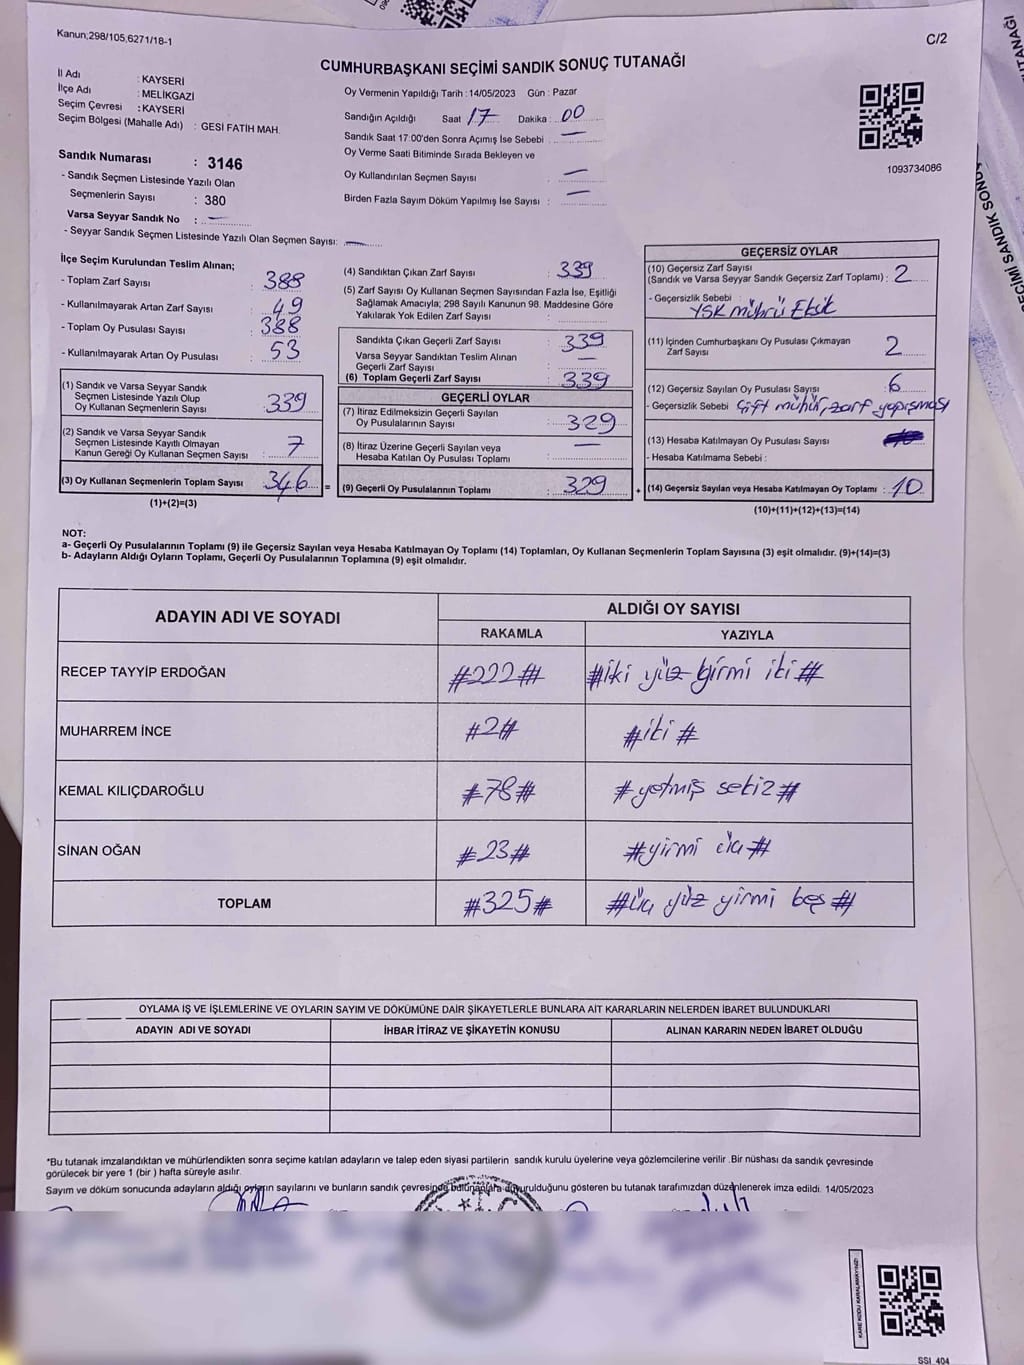 Kanun;298/105,6271/18-1
C/2
CUMHURBAŞKANI SEÇİMİ SANDIK SONUÇ TUTANAĞI
İl Adı : KAYSERİ
İlçe Adı : MELİKGAZİ
Seçim Çevresi : KAYSERİ
Seçim Bölgesi (Mahalle Adı) : GESİ FATİH MAH.
Sandık Numarası : 3146
- Sandık Seçmen Listesinde Yazılı Olan
Seçmenlerin Sayısı : 380
Varsa Seyyar Sandık No : —
- Seyyar Sandık Seçmen Listesinde Yazılı Olan Seçmen Sayısı: —
Oy Vermenin Yapıldığı Tarih : 14/05/2023 Gün : Pazar
Sandığın Açıldığı Saat 17 Dakika : 00
Sandık Saat 17:00'den Sonra Açımış İse Sebebi : —
Oy Verme Saati Bitiminde Sırada Bekleyen ve
Oy Kullandırılan Seçmen Sayısı : —
Birden Fazla Sayım Döküm Yapılmış İse Sayısı : —
1093734086
İlçe Seçim Kurulundan Teslim Alınan;
- Toplam Zarf Sayısı : 388
- Kullanılmayarak Artan Zarf Sayısı : 49
- Toplam Oy Pusulası Sayısı : 388
- Kullanılmayarak Artan Oy Pusulası : 53
(1) Sandık ve Varsa Seyyar Sandık
Seçmen Listesinde Yazılı Olup
Oy Kullanan Seçmenlerin Sayısı : 339
(2) Sandık ve Varsa Seyyar Sandık
Seçmen Listesinde Kayıtlı Olmayan
Kanun Gereği Oy Kullanan Seçmen Sayısı : 7
(3) Oy Kullanan Seçmenlerin Toplam Sayısı : 346 =
(1)+(2)=(3)
(4) Sandıktan Çıkan Zarf Sayısı : 339
(5) Zarf Sayısı Oy Kullanan Seçmen Sayısından Fazla İse, Eşitliği
Sağlamak Amacıyla; 298 Sayılı Kanunun 98. Maddesine Göre
Yakılarak Yok Edilen Zarf Sayısı :
Sandıkta Çıkan Geçerli Zarf Sayısı : 339
Varsa Seyyar Sandıktan Teslim Alınan
Geçerli Zarf Sayısı : —
(6) Toplam Geçerli Zarf Sayısı : 339
GEÇERLİ OYLAR
(7) İtiraz Edilmeksizin Geçerli Sayılan
Oy Pusulalarının Sayısı : 329
(8) İtiraz Üzerine Geçerli Sayılan veya
Hesaba Katılan Oy Pusulası Toplamı : —
(9) Geçerli Oy Pusulalarının Toplamı : 329 +
GEÇERSİZ OYLAR
(10) Geçersiz Zarf Sayısı
(Sandık ve Varsa Seyyar Sandık Geçersiz Zarf Toplamı) : 2
- Geçersizlik Sebebi :
YSK mührü Eksik
(11) İçinden Cumhurbaşkanı Oy Pusulası Çıkmayan
Zarf Sayısı : 2
(12) Geçersiz Sayılan Oy Pusulası Sayısı : 6
- Geçersizlik Sebebi : Çift mühür, zarf yapışması
(13) Hesaba Katılmayan Oy Pusulası Sayısı :
- Hesaba Katılmama Sebebi :
(14) Geçersiz Sayılan veya Hesaba Katılmayan Oy Toplamı : 10
(10)+(11)+(12)+(13)=(14)
NOT:
a- Geçerli Oy Pusulalarının Toplamı (9) ile Geçersiz Sayılan veya Hesaba Katılmayan Oy Toplamı (14) Toplamları, Oy Kullanan Seçmenlerin Toplam Sayısına (3) eşit olmalıdır. (9)+(14)=(3)
b- Adayların Aldığı Oyların Toplamı, Geçerli Oy Pusulalarının Toplamına (9) eşit olmalıdır.
ADAYIN ADI VE SOYADI
ALDIĞI OY SAYISI
RAKAMLA YAZIYLA
RECEP TAYYİP ERDOĞAN #222# #iki yüz yirmi iki#
MUHARREM İNCE #2# #iki#
KEMAL KILIÇDAROĞLU #78# #yetmiş sekiz#
SİNAN OĞAN #23# #yirmi üç#
TOPLAM #325# #üç yüz yirmi beş#
OYLAMA İŞ VE İŞLEMLERİNE VE OYLARIN SAYIM VE DÖKÜMÜNE DAİR ŞİKAYETLERLE BUNLARA AİT KARARLARIN NELERDEN İBARET BULUNDUKLARI
ADAYIN ADI VE SOYADI İHBAR İTİRAZ VE ŞİKAYETİN KONUSU ALINAN KARARIN NEDEN İBARET OLDUĞU
*Bu tutanak imzalandıktan ve mühürlendikten sonra seçime katılan adayların ve talep eden siyasi partilerin sandık kurulu üyelerine veya gözlemcilerine verilir .Bir nüshası da sandık çevresinde
görülecek bir yere 1 (bir ) hafta süreyle asılır.
Sayım ve döküm sonucunda adayların aldığı oyların sayılarını ve bunların sandık çevresinde bulunanlara duyurulduğunu gösteren bu tutanak tarafımızdan düzenlenerek imza edildi. 14/05/2023
KARE KODU KARALAMAYINIZ!
SSİ 404